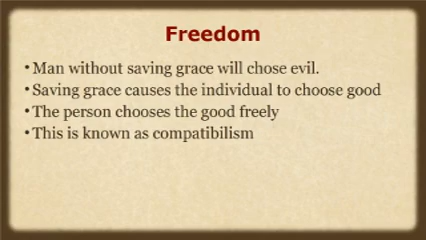 Freedom
• Man without saving grace will chose evil.
• Saving grace causes the individual to choose good
• The person chooses the good freely
• This is known as compatibilism